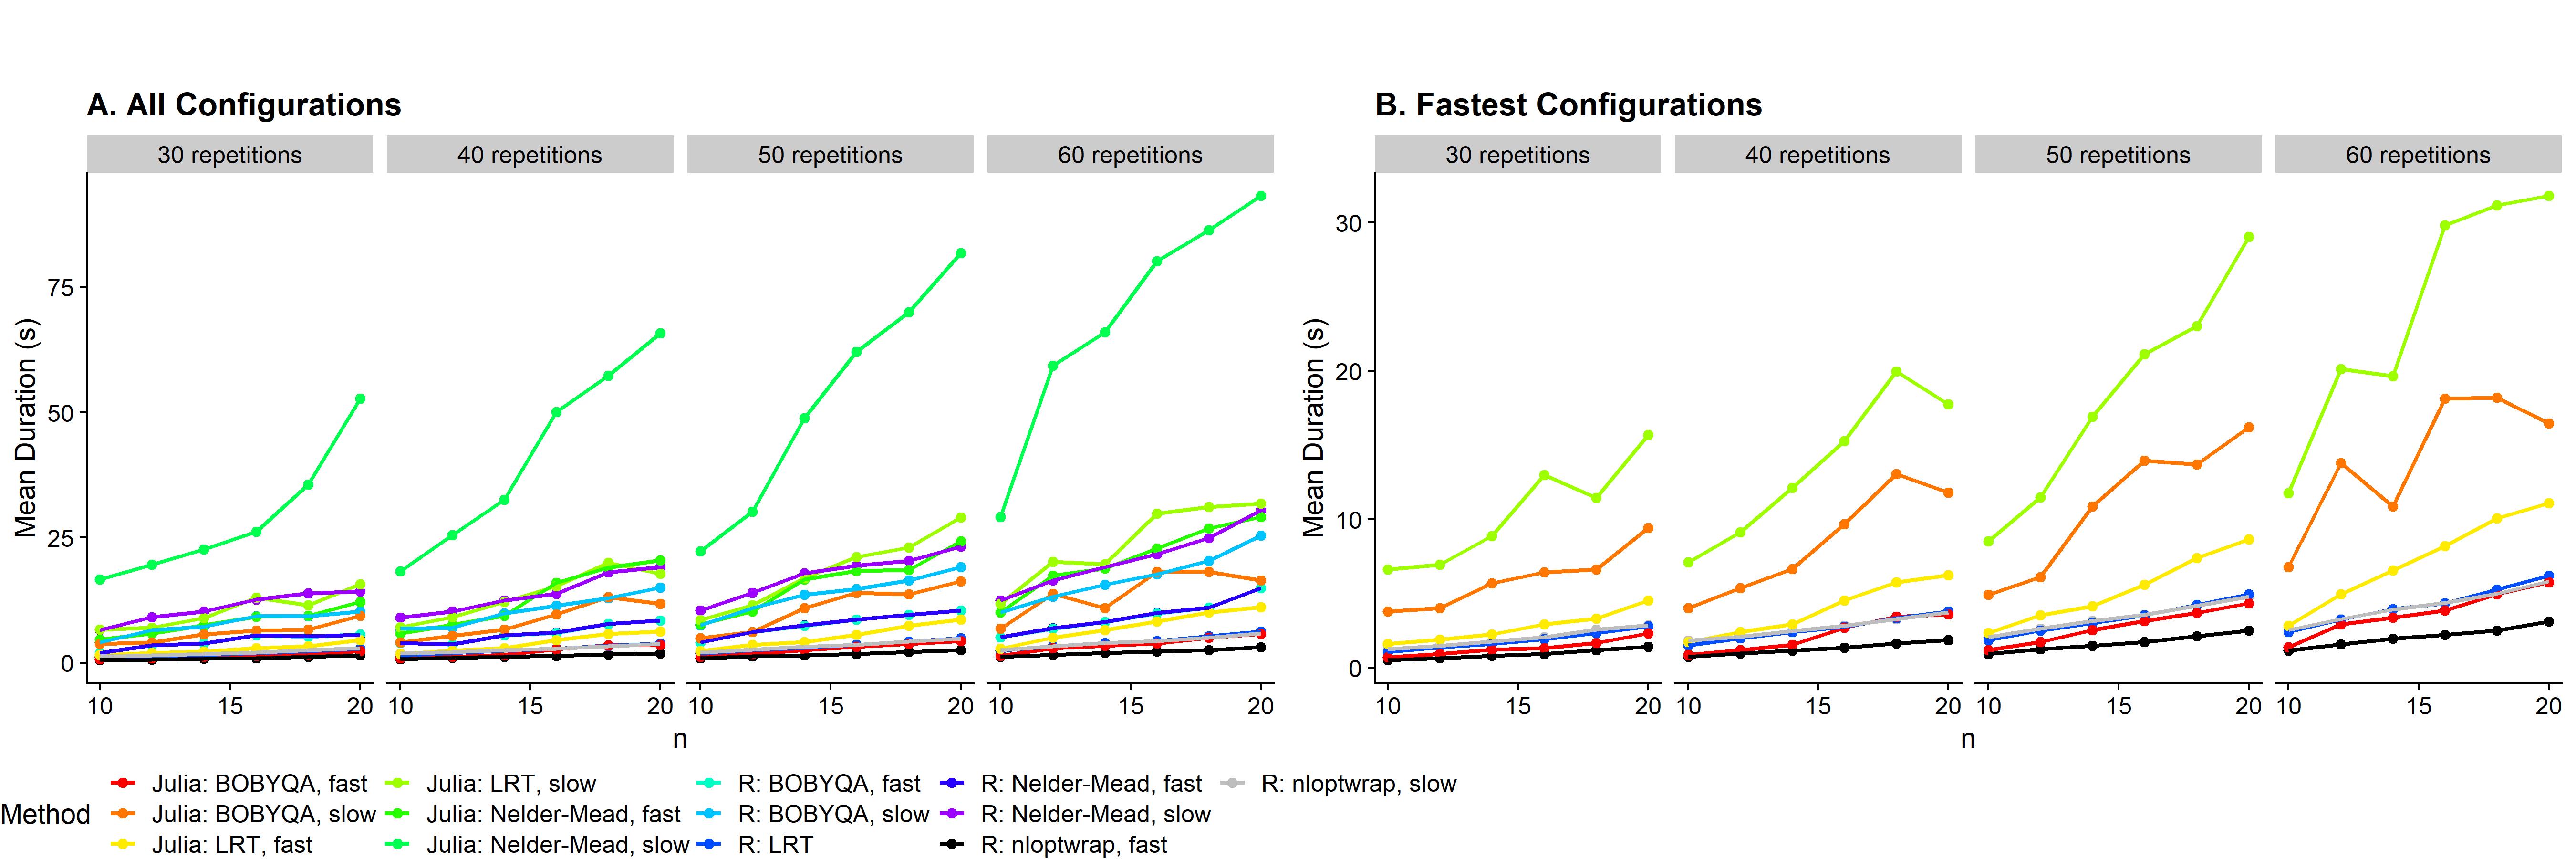 A. All Configurations
30 repetitions
40 repetitions
50 repetitions
60 repetitions
Mean Duration (s)
75
50
25
0
10 15 20 10 15 20 10 15 20 10 15 20
n
B. Fastest Configurations
30 repetitions
40 repetitions
50 repetitions
60 repetitions
Mean Duration (s)
30
20
10
0
10 15 20 10 15 20 10 15 20 10 15 20
n
Method
Julia: BOBYQA, fast
Julia: BOBYQA, slow
Julia: LRT, fast
Julia: LRT, slow
Julia: Nelder-Mead, fast
Julia: Nelder-Mead, slow
R: BOBYQA, fast
R: BOBYQA, slow
R: LRT
R: Nelder-Mead, fast
R: Nelder-Mead, slow
R: nloptwrap, fast
R: nloptwrap, slow